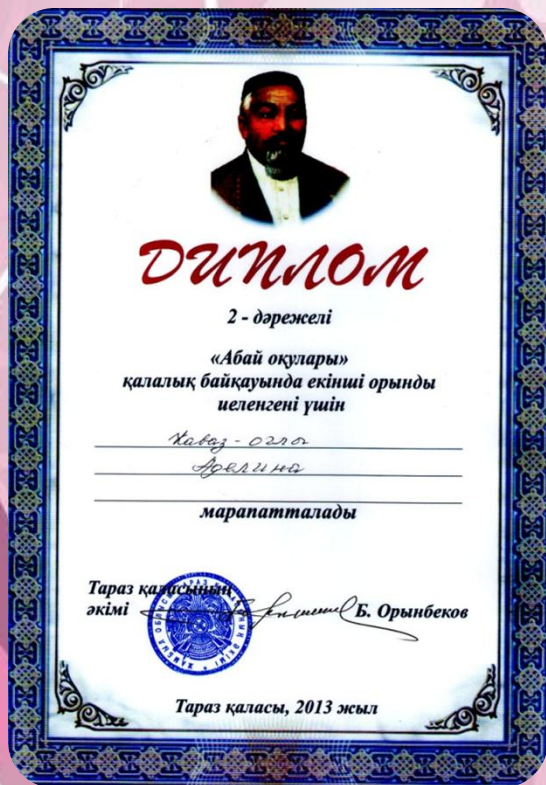 ДИПЛОМ
2 - дәрежелі
«Абай оқулары»
қалалық байқауында екінші орынды
иеленгені үшін
Каваз - оглы
Аделина
марапатталады
Тараз қаласының
әкімі Б. Орынбеков
Тараз қаласы, 2013 жыл